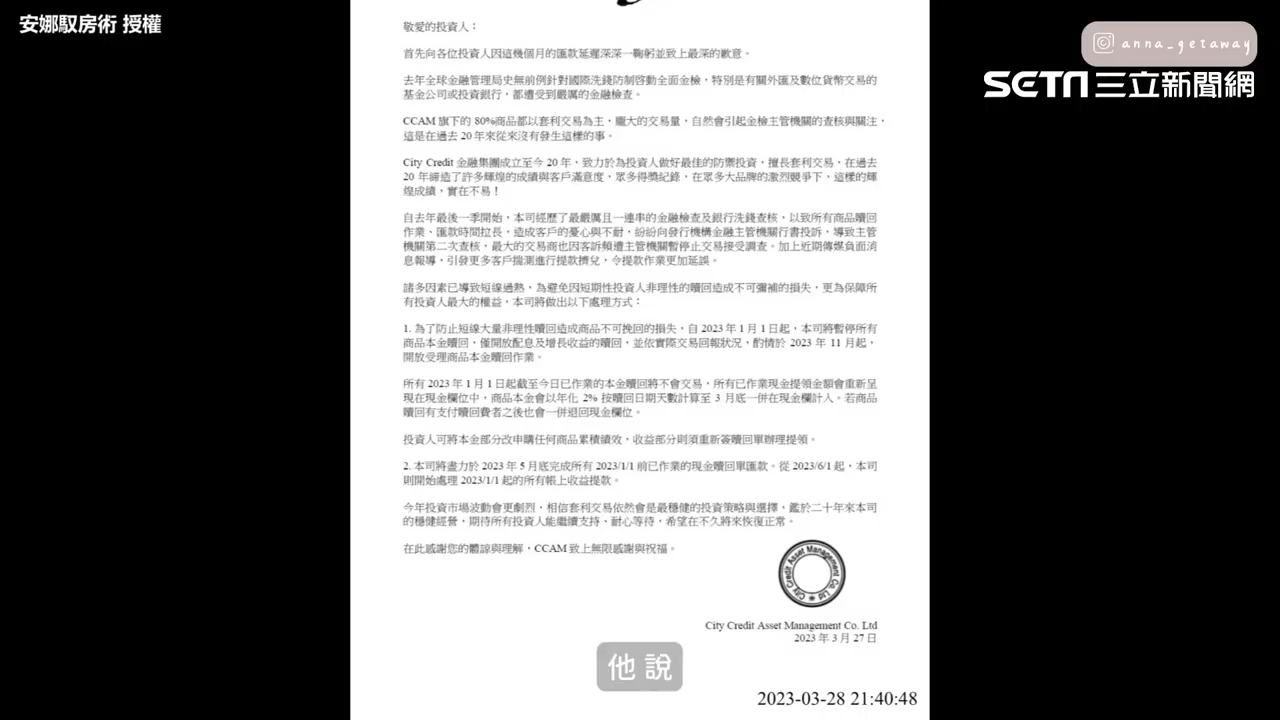 安娜馭房術 授權
anna_getaway
SETN三立新聞網
敬愛的投資人：
首先向各位投資人因這幾個月的匯款延遲深深一鞠躬並致上最深的歉意。
去年全球金融管理局史無前例針對國際洗錢防制啓動全面金檢，特別是有關外匯及數位貨幣交易的
基金公司或投資銀行，都遭受到嚴厲的金融檢查。
CCAM 旗下的 80%商品都以套利交易為主，龐大的交易量，自然會引起金檢主管機關的查核與關注，
這是在過去 20 年來從來沒有發生這樣的事。
City Credit 金融集團成立至今 20 年，致力於為投資人做好最佳的防禦投資，擅長套利交易，在過去
20 年締造了許多輝煌的成績與客戶滿意度，眾多得獎紀錄，在眾多大品牌的激烈競爭下，這樣的輝
煌成績，實在不易！
自去年最後一季開始，本司經歷了最嚴厲且一連串的金融檢查及銀行洗錢查核，以致所有商品贖回
作業、匯款時間拉長，造成客戶的憂心與不耐，紛紛向發行機構金融主管機關行書投訴，導致主管
機關第二次查核，最大的交易商也因客訴頻遭主管機關暫停止交易接受調查。加上近期傳媒負面消
息報導，引發更多客戶揣測進行提款擠兌，令提款作業更加延誤。
諸多因素已導致短線過熱，為避免因短期性投資人非理性的贖回造成不可彌補的損失，更為保障所
有投資人最大的權益，本司將做出以下處理方式：
1. 為了防止短線大量非理性贖回造成商品不可挽回的損失，自 2023 年 1 月 1 日起，本司將暫停所有
商品本金贖回，僅開放配息及增長收益的贖回，並依實際交易回報狀況，酌情於 2023 年 11 月起，
開放受理商品本金贖回作業。
所有 2023 年 1 月 1 日起截至今日已作業的本金贖回將不會交易，所有已作業現金提領金額會重新呈
現在現金欄位中，商品本金會以年化 2% 按贖回日期天數計算至 3 月底一併在現金欄計入。若商品
贖回有支付贖回費者之後也會一併退回現金欄位。
投資人可將本金部分改申購任何商品累積績效，收益部分則須重新簽贖回單辦理提領。
2. 本司將盡力於 2023 年 5 月底完成所有 2023/1/1 前已作業的現金贖回單匯款。從 2023/6/1 起，本司
則開始處理 2023/1/1 起的所有帳上收益提款。
今年投資市場波動會更劇烈，相信套利交易依然會是最穩健的投資策略與選擇，鑑於二十年來本司
的穩健經營，期待所有投資人能繼續支持、耐心等待，希望在不久將來恢復正常。
在此感謝您的體諒與理解，CCAM 致上無限感謝與祝福。
City Credit Asset Management Co. Ltd
City Credit Asset Management Co. Ltd
2023 年 3 月 27 日
他 說
2023-03-28 21:40:48